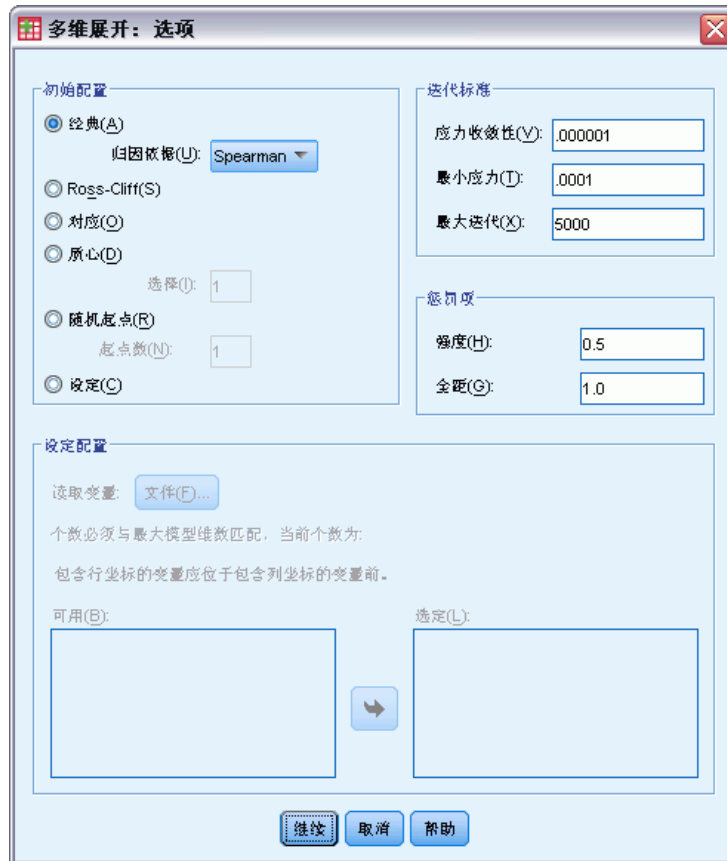 多维展开：选项
初始配置
经典(A)
归因依据(U): Spearman
Ross-Cliff(S)
对应(O)
质心(D)
选择(I): 1
随机起点(R)
起点数(N): 1
设定(C)
迭代标准
应力收敛性(V): .000001
最小应力(T): .0001
最大迭代(X): 5000
惩罚项
强度(H): 0.5
全距(G): 1.0
设定配置
读取变量: 文件(F)...
个数必须与最大模型维数匹配．当前个数为:
包含行坐标的变量应位于包含列坐标的变量前。
可用(B):
选定(L):
继续 取消 帮助